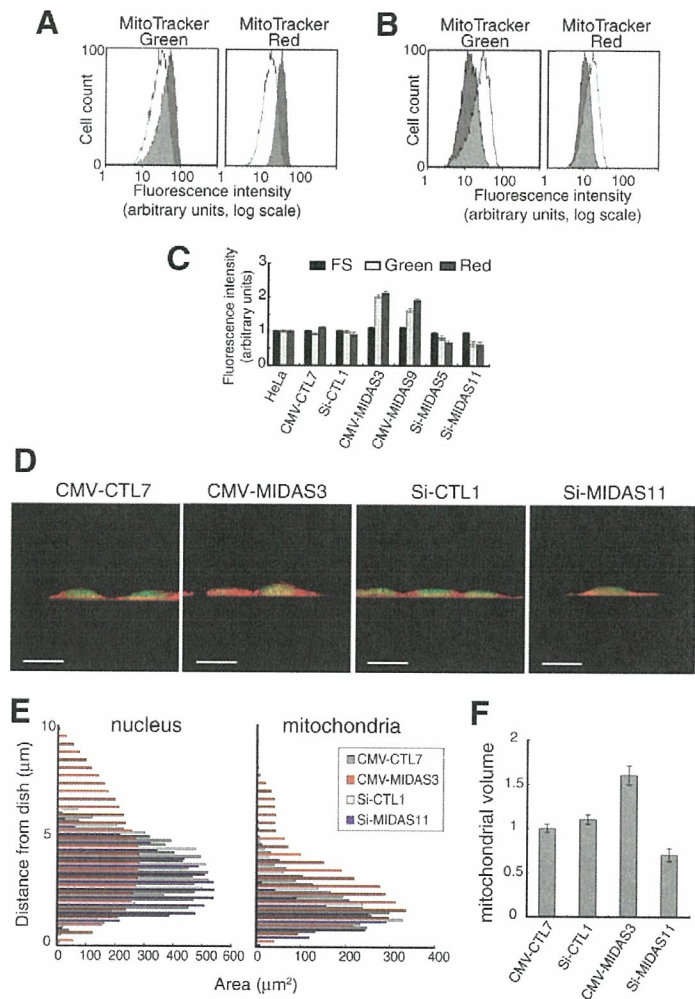 A
MitoTracker Green
MitoTracker Red
100
Cell count
0
1 10 100
1 10 100
Fluorescence intensity
(arbitrary units, log scale)
B
MitoTracker Green
MitoTracker Red
100
Cell count
0
1 10 100
1 10 100
Fluorescence intensity
(arbitrary units, log scale)
C
FS Green Red
Fluorescence intensity
(arbitrary units)
3
2
1
0
HeLa
CMV-CTL7
Si-CTL1
CMV-MIDAS3
CMV-MIDAS9
Si-MIDAS5
Si-MIDAS11
D
CMV-CTL7
CMV-MIDAS3
Si-CTL1
Si-MIDAS11
E
nucleus
mitochondria
Distance from dish (μm)
10
5
0
CMV-CTL7
CMV-MIDAS3
Si-CTL1
Si-MIDAS11
0 100 200 300 400 500 600
0 100 200 300 400
Area (μm²)
F
mitochondrial volume
2
1.5
1
0.5
0
CMV-CTL7
Si-CTL1
CMV-MIDAS3
Si-MIDAS11